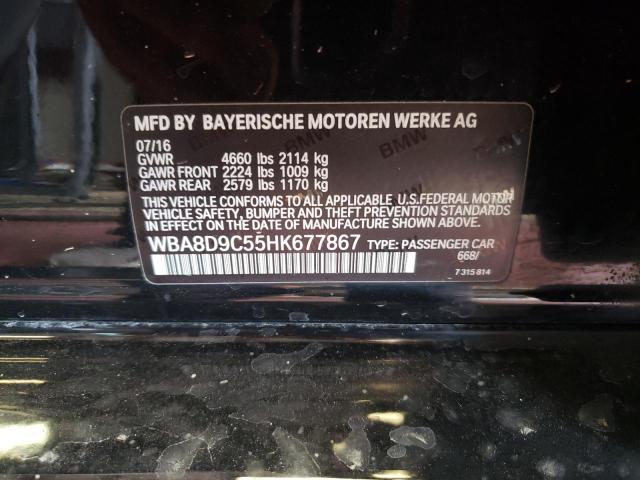 MFD BY BAYERISCHE MOTOREN WERKE AG
07/16
GVWR 4660 lbs 2114 kg
GAWR FRONT 2224 lbs 1009 kg
GAWR REAR 2579 lbs 1170 kg
THIS VEHICLE CONFORMS TO ALL APPLICABLE U.S.FEDERAL MOTOR
VEHICLE SAFETY, BUMPER AND THEFT PREVENTION STANDARDS
IN EFFECT ON DATE OF MANUFACTURE SHOWN ABOVE.
WBA8D9C55HK677867 TYPE: PASSENGER CAR
668/
7 315 814
BMW
BMW